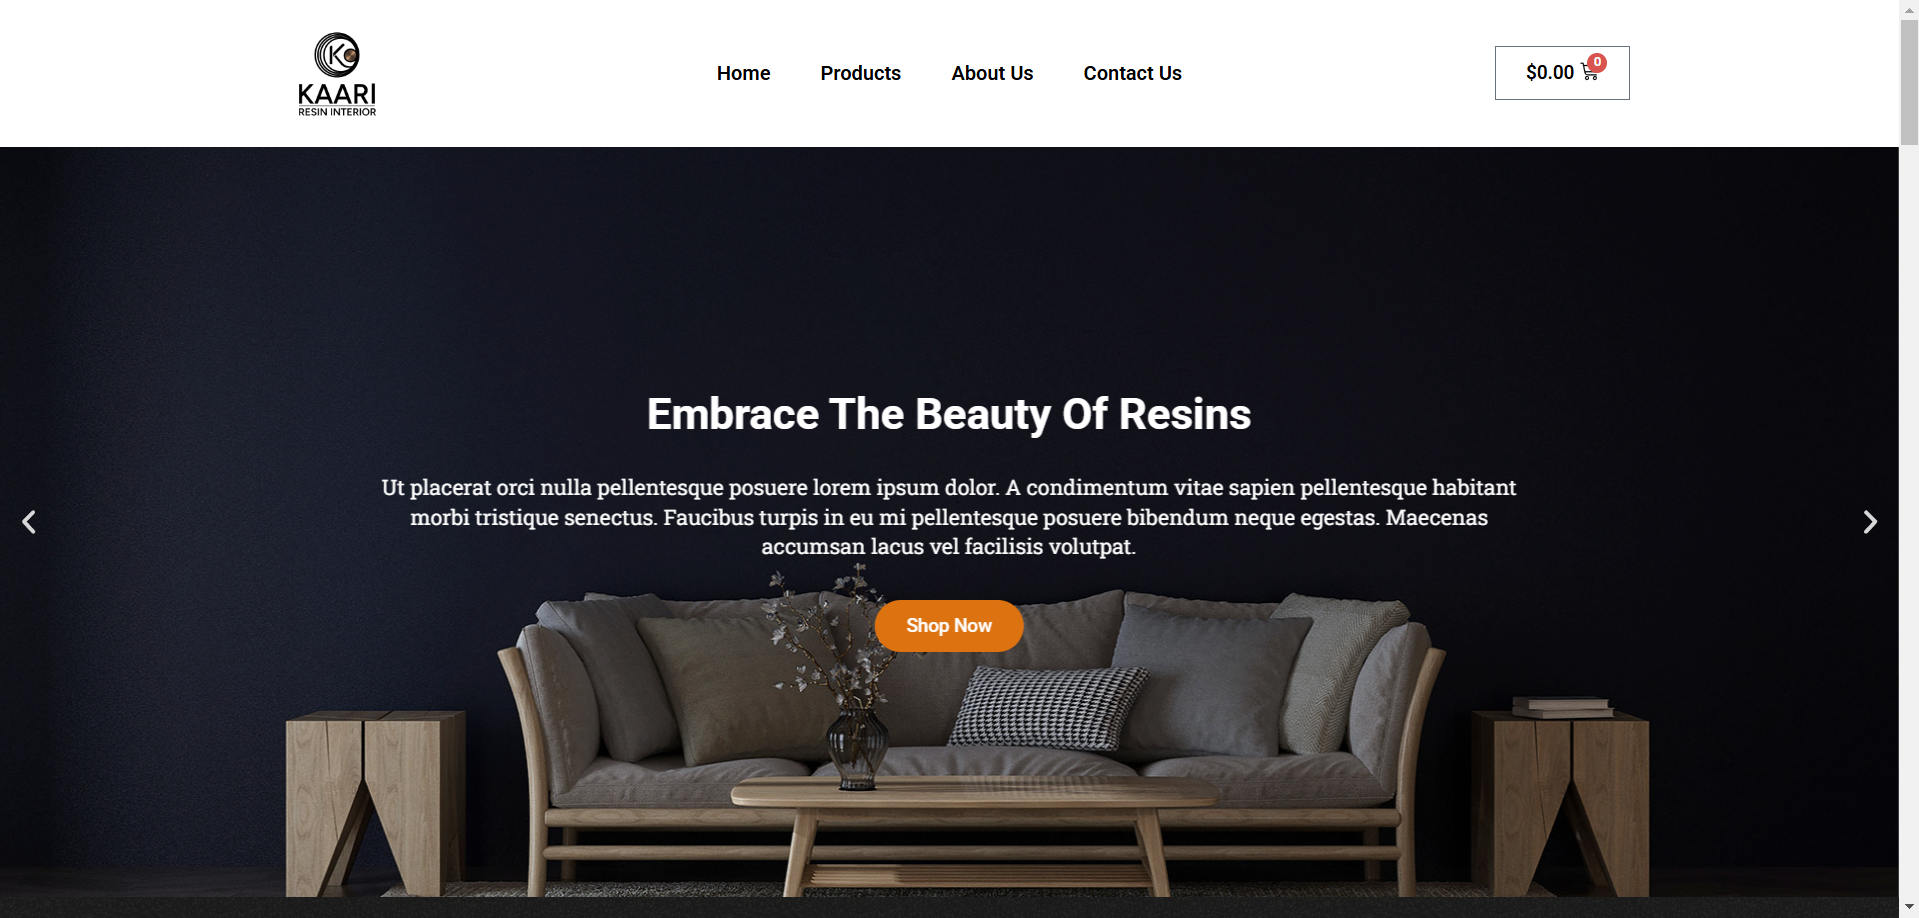 K
KAARI
RESIN INTERIOR
Home
Products
About Us
Contact Us
$0.00
0
Embrace The Beauty Of Resins
Ut placerat orci nulla pellentesque posuere lorem ipsum dolor. A condimentum vitae sapien pellentesque habitant
morbi tristique senectus. Faucibus turpis in eu mi pellentesque posuere bibendum neque egestas. Maecenas
accumsan lacus vel facilisis volutpat.
Shop Now